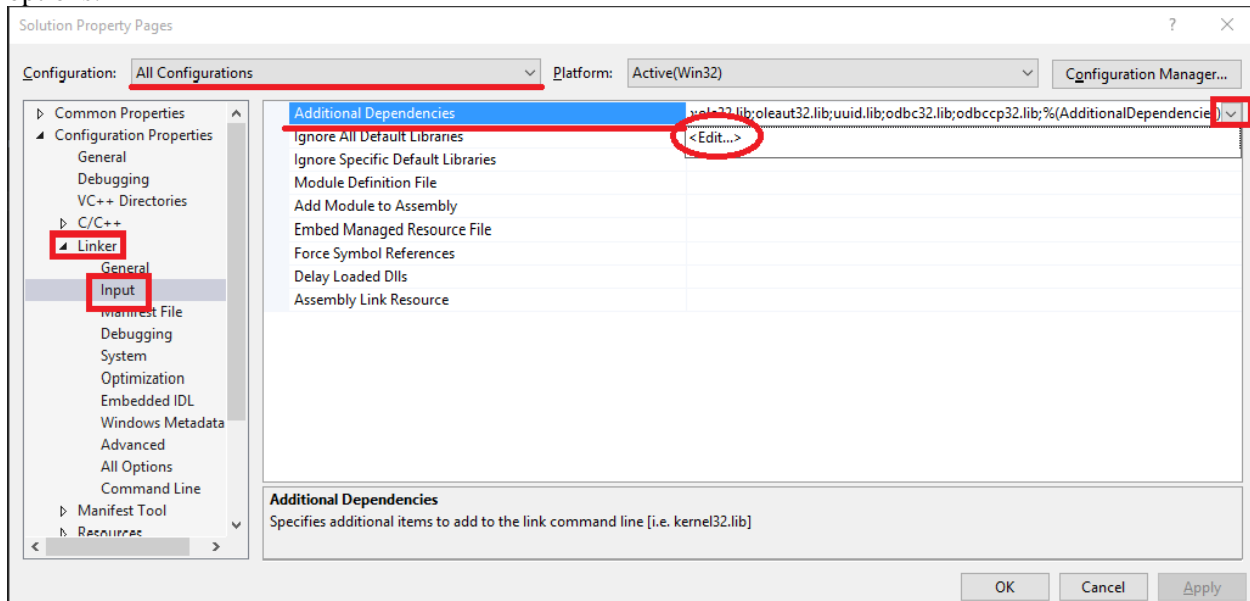 Solution Property Pages
?
Configuration: All Configurations Platform: Active(Win32) Configuration Manager...
Common Properties
Configuration Properties
General
Debugging
VC++ Directories
C/C++
Linker
General
Input
Manifest File
Debugging
System
Optimization
Embedded IDL
Windows Metadata
Advanced
All Options
Command Line
Manifest Tool
Resources
Additional Dependencies ;ole32.lib;oleaut32.lib;uuid.lib;odbc32.lib;odbccp32.lib;%(AdditionalDependencies)
<Edit...>
Ignore All Default Libraries
Ignore Specific Default Libraries
Module Definition File
Add Module to Assembly
Embed Managed Resource File
Force Symbol References
Delay Loaded Dlls
Assembly Link Resource
Additional Dependencies
Specifies additional items to add to the link command line [i.e. kernel32.lib]
OK Cancel Apply